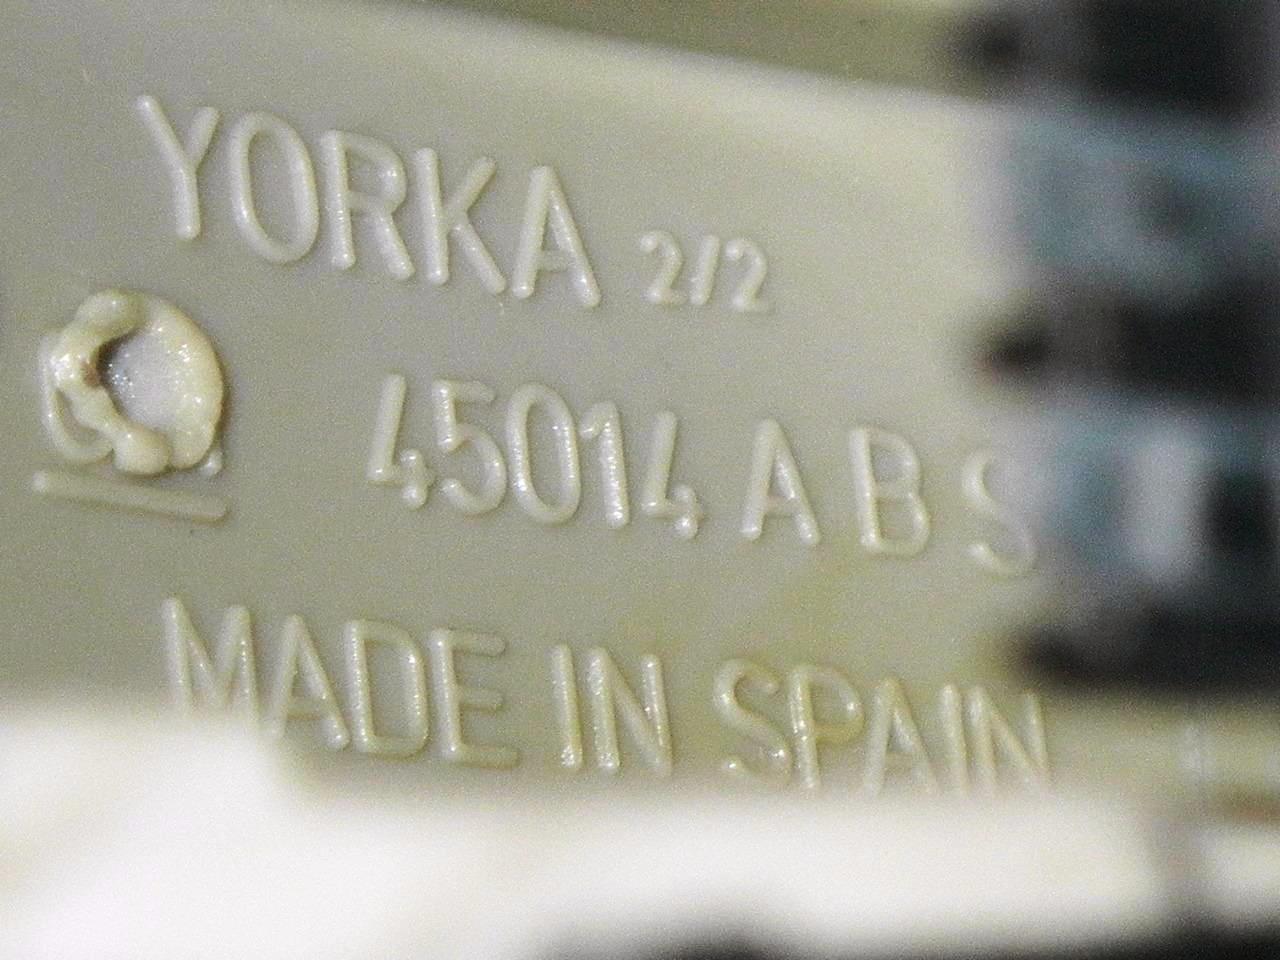 YORKA 2/2
45014 A B S
MADE IN SPAIN